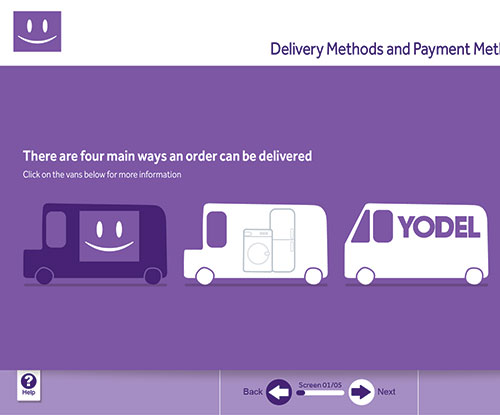 Delivery Methods and Payment Met
There are four main ways an order can be delivered
Click on the vans below for more information
YODEL
?
Help
Back
Screen 01/05
Next